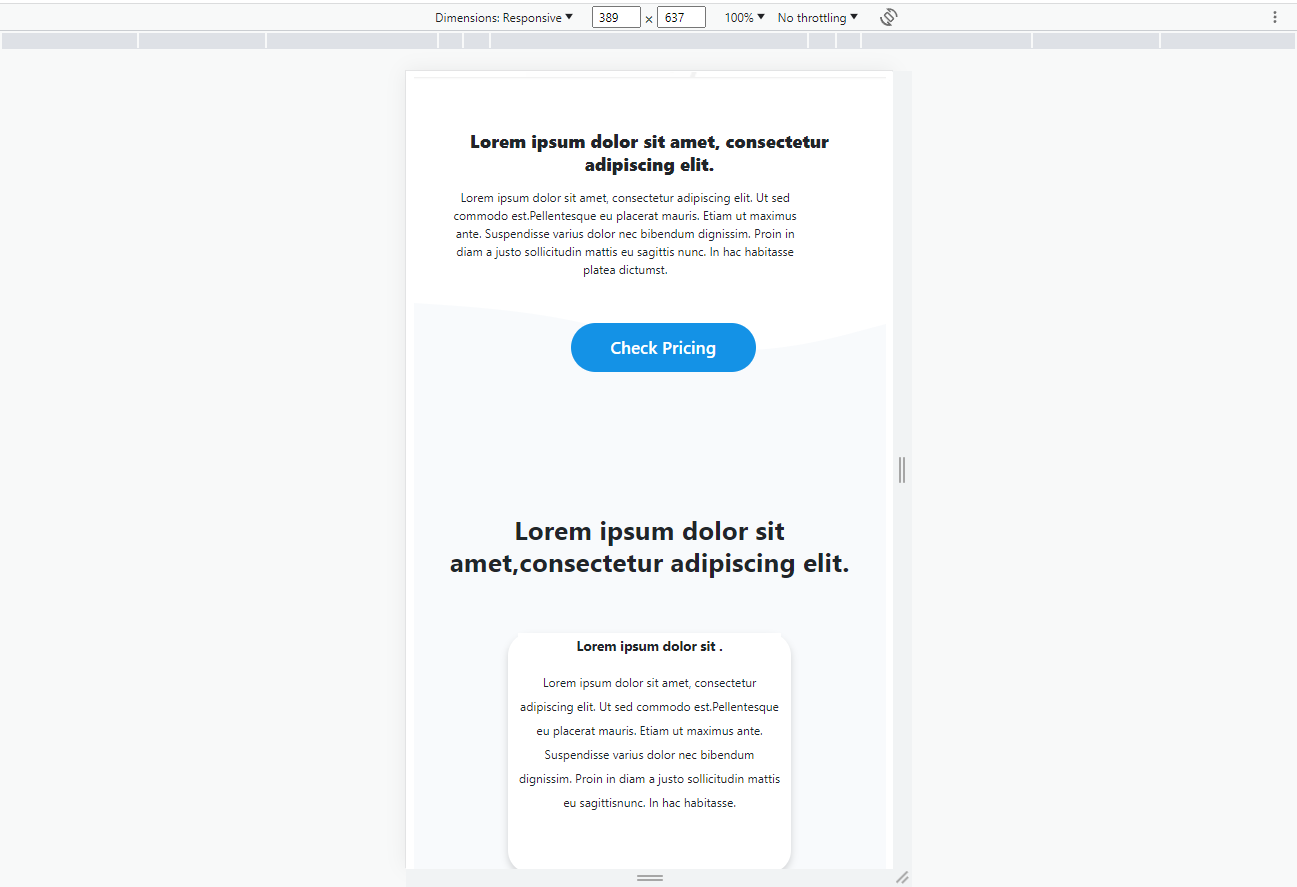 Dimensions: Responsive 389 × 637 100% No throttling
Lorem ipsum dolor sit amet, consectetur
adipiscing elit.
Lorem ipsum dolor sit amet, consectetur adipiscing elit. Ut sed
commodo est.Pellentesque eu placerat mauris. Etiam ut maximus
ante. Suspendisse varius dolor nec bibendum dignissim. Proin in
diam a justo sollicitudin mattis eu sagittis nunc. In hac habitasse
platea dictumst.
Check Pricing
Lorem ipsum dolor sit
amet,consectetur adipiscing elit.
Lorem ipsum dolor sit .
Lorem ipsum dolor sit amet, consectetur
adipiscing elit. Ut sed commodo est.Pellentesque
eu placerat mauris. Etiam ut maximus ante.
Suspendisse varius dolor nec bibendum
dignissim. Proin in diam a justo sollicitudin mattis
eu sagittisnunc. In hac habitasse.